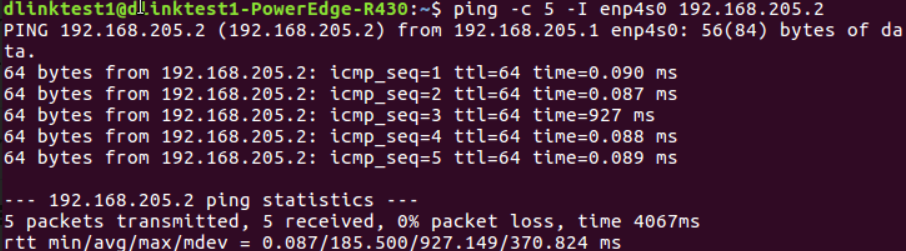 dlinktest1@dlinktest1-PowerEdge-R430:~$ ping -c 5 -I enp4s0 192.168.205.2
PING 192.168.205.2 (192.168.205.2) from 192.168.205.1 enp4s0: 56(84) bytes of da
ta.
64 bytes from 192.168.205.2: icmp_seq=1 ttl=64 time=0.090 ms
64 bytes from 192.168.205.2: icmp_seq=2 ttl=64 time=0.087 ms
64 bytes from 192.168.205.2: icmp_seq=3 ttl=64 time=927 ms
64 bytes from 192.168.205.2: icmp_seq=4 ttl=64 time=0.088 ms
64 bytes from 192.168.205.2: icmp_seq=5 ttl=64 time=0.089 ms

--- 192.168.205.2 ping statistics ---
5 packets transmitted, 5 received, 0% packet loss, time 4067ms
rtt min/avg/max/mdev = 0.087/185.500/927.149/370.824 ms